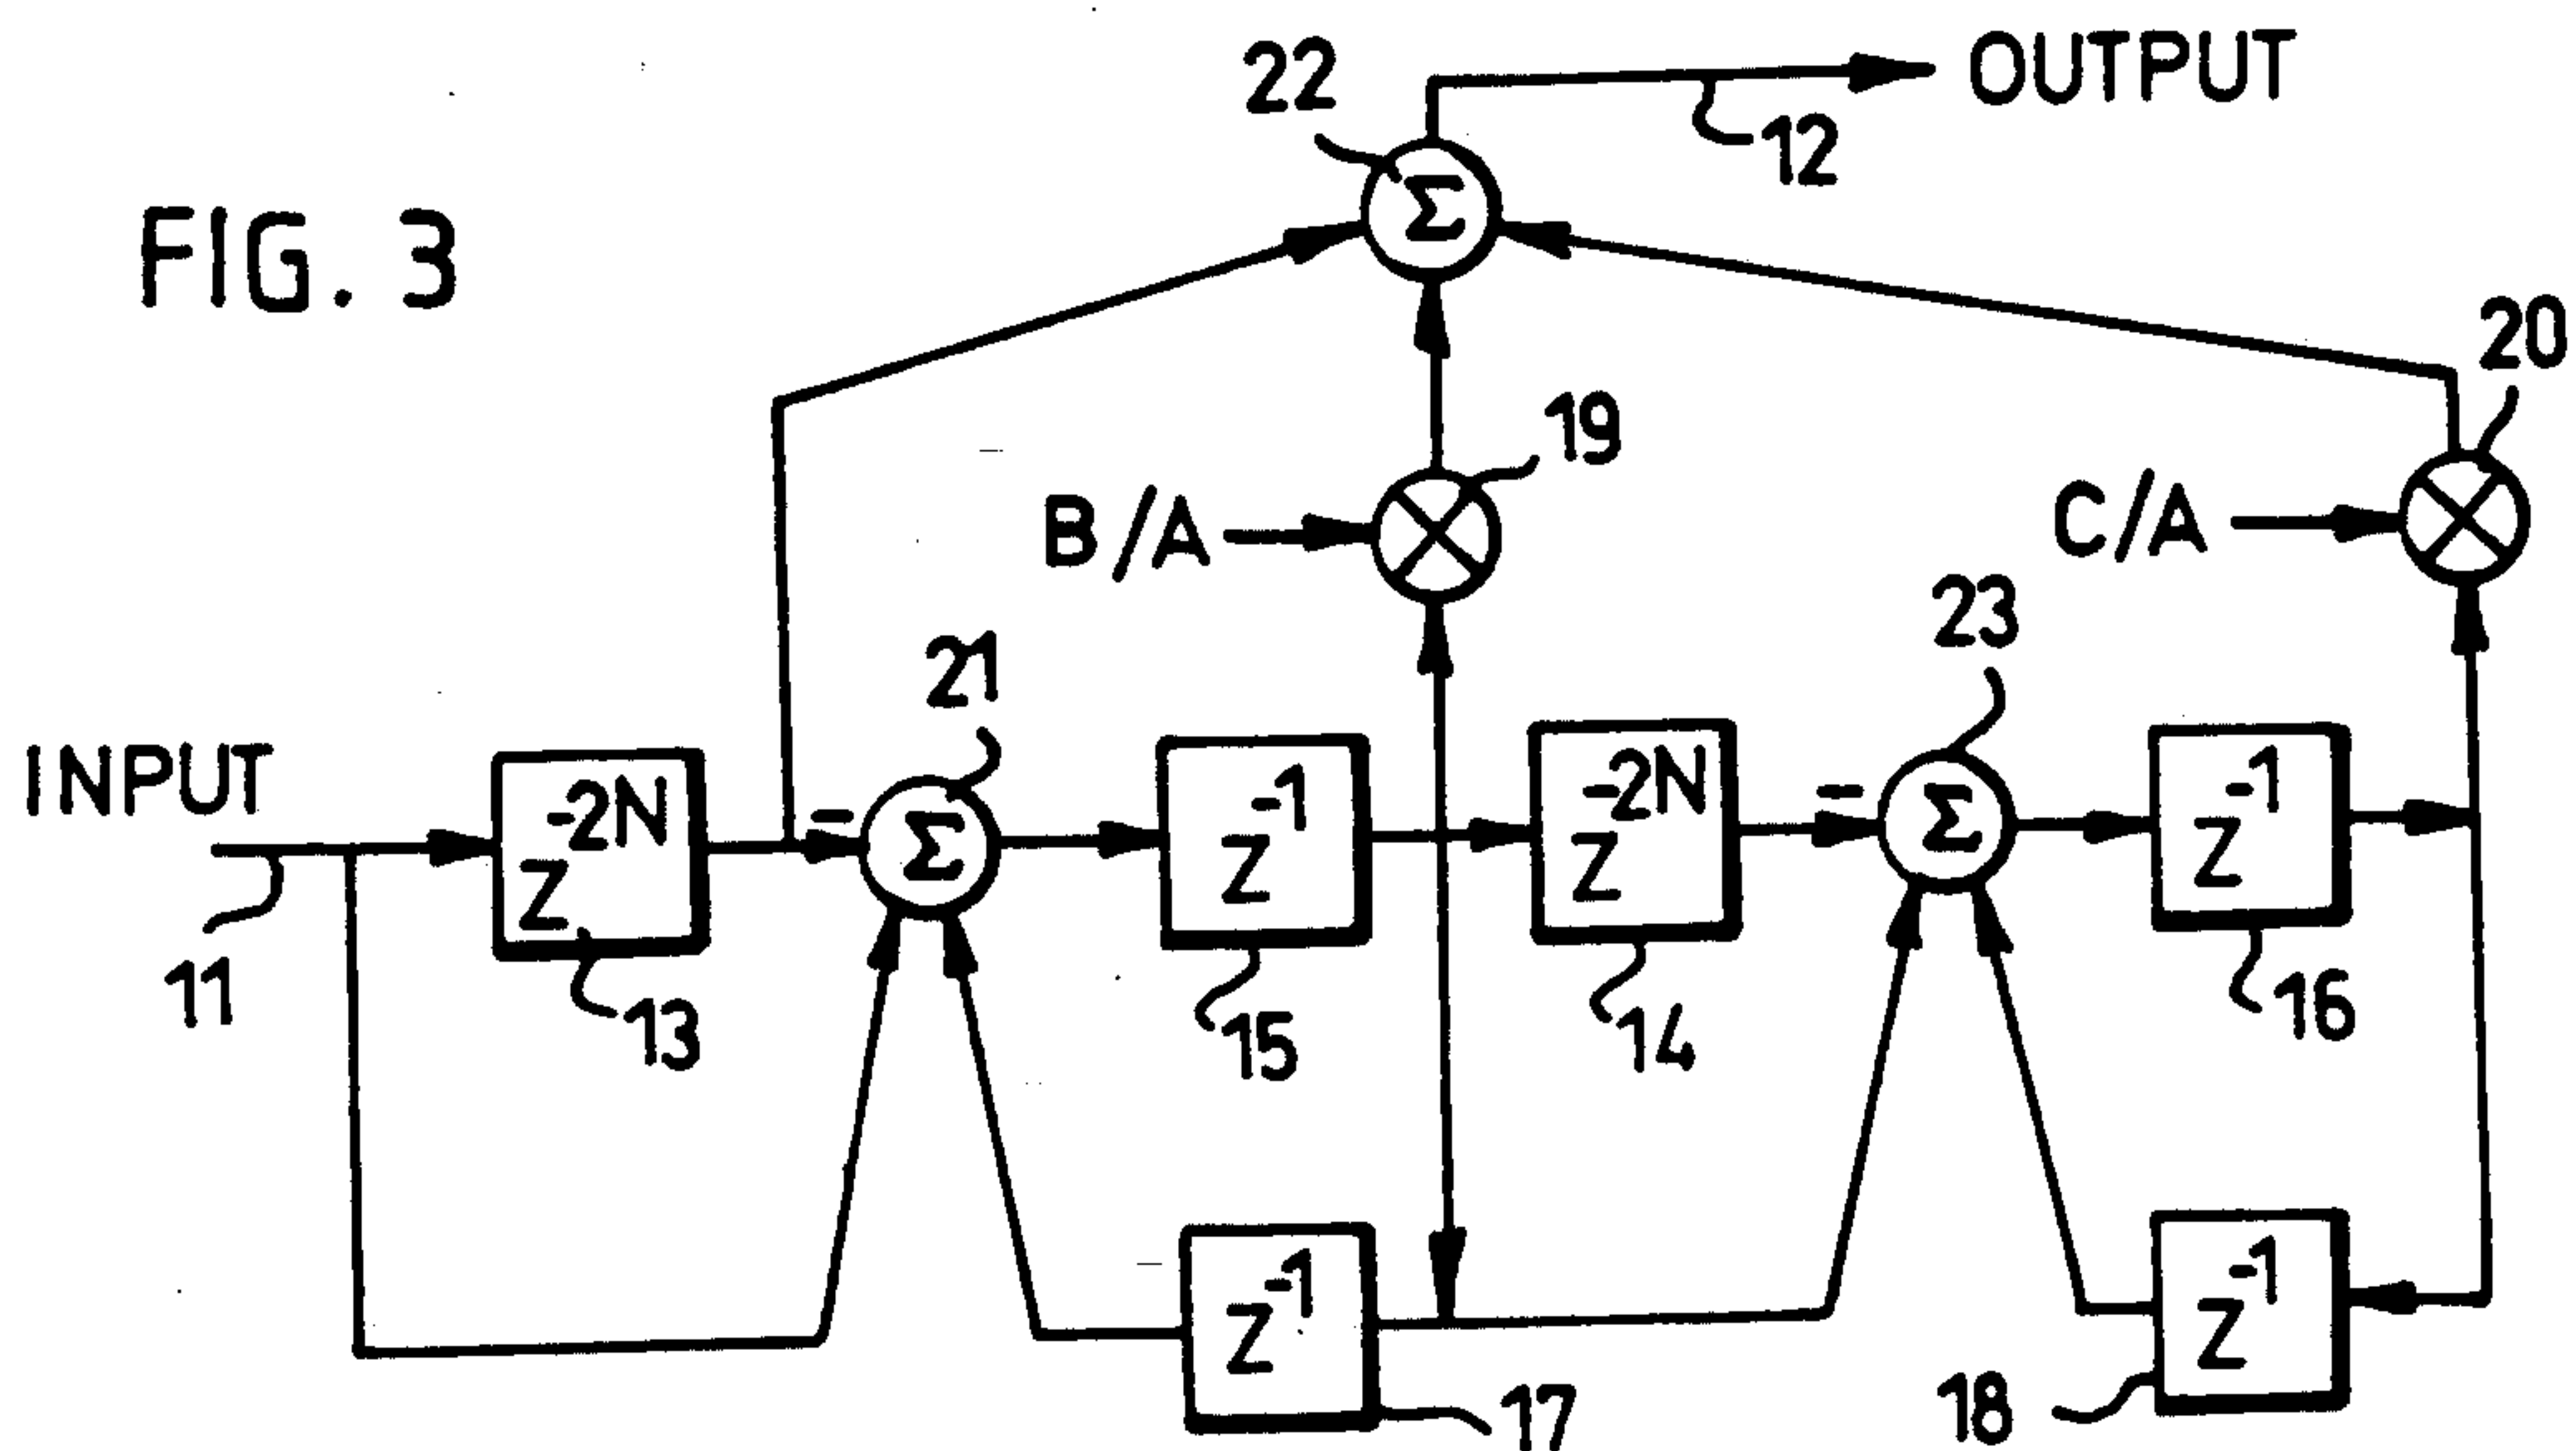 FIG. 3
22
OUTPUT
12
Σ
20
19
B/A
C/A
23
21
INPUT
Z^-2N
Σ
Z^-1
Z^-2N
Σ
Z^-1
11
13
15
14
16
Z^-1
Z^-1
17
18
-
-